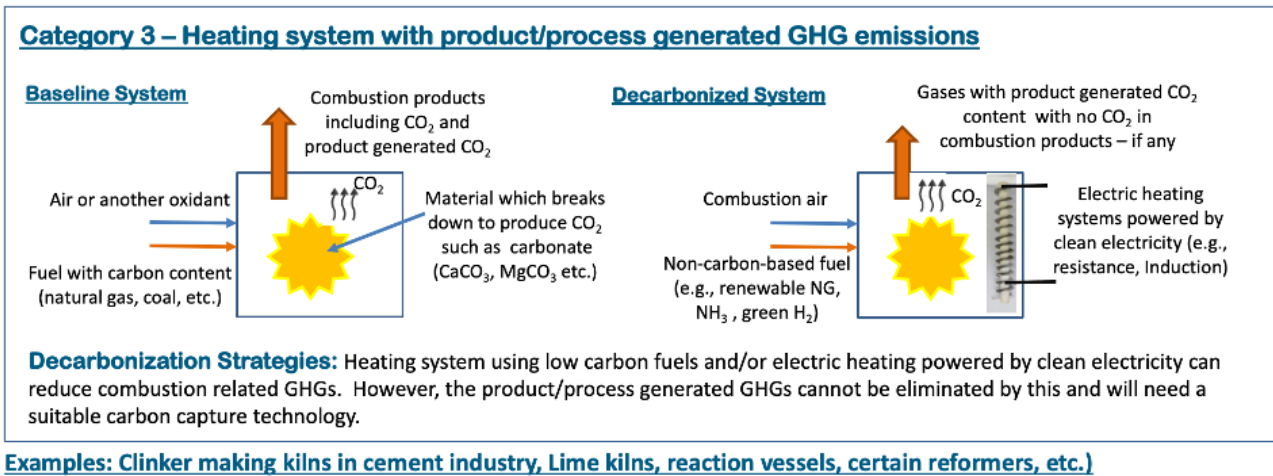 Category 3 – Heating system with product/process generated GHG emissions
Baseline System
Combustion products
including CO₂ and
product generated CO₂
Air or another oxidant
Fuel with carbon content
(natural gas, coal, etc.)
CO₂
Material which breaks
down to produce CO₂
such as carbonate
(CaCO₃, MgCO₃ etc.)
Decarbonized System
Gases with product generated CO₂
content with no CO₂ in
combustion products – if any
Combustion air
Non-carbon-based fuel
(e.g., renewable NG,
NH₃ , green H₂)
CO₂
Electric heating
systems powered by
clean electricity (e.g.,
resistance, Induction)
Decarbonization Strategies: Heating system using low carbon fuels and/or electric heating powered by clean electricity can
reduce combustion related GHGs. However, the product/process generated GHGs cannot be eliminated by this and will need a
suitable carbon capture technology.
Examples: Clinker making kilns in cement industry, Lime kilns, reaction vessels, certain reformers, etc.)